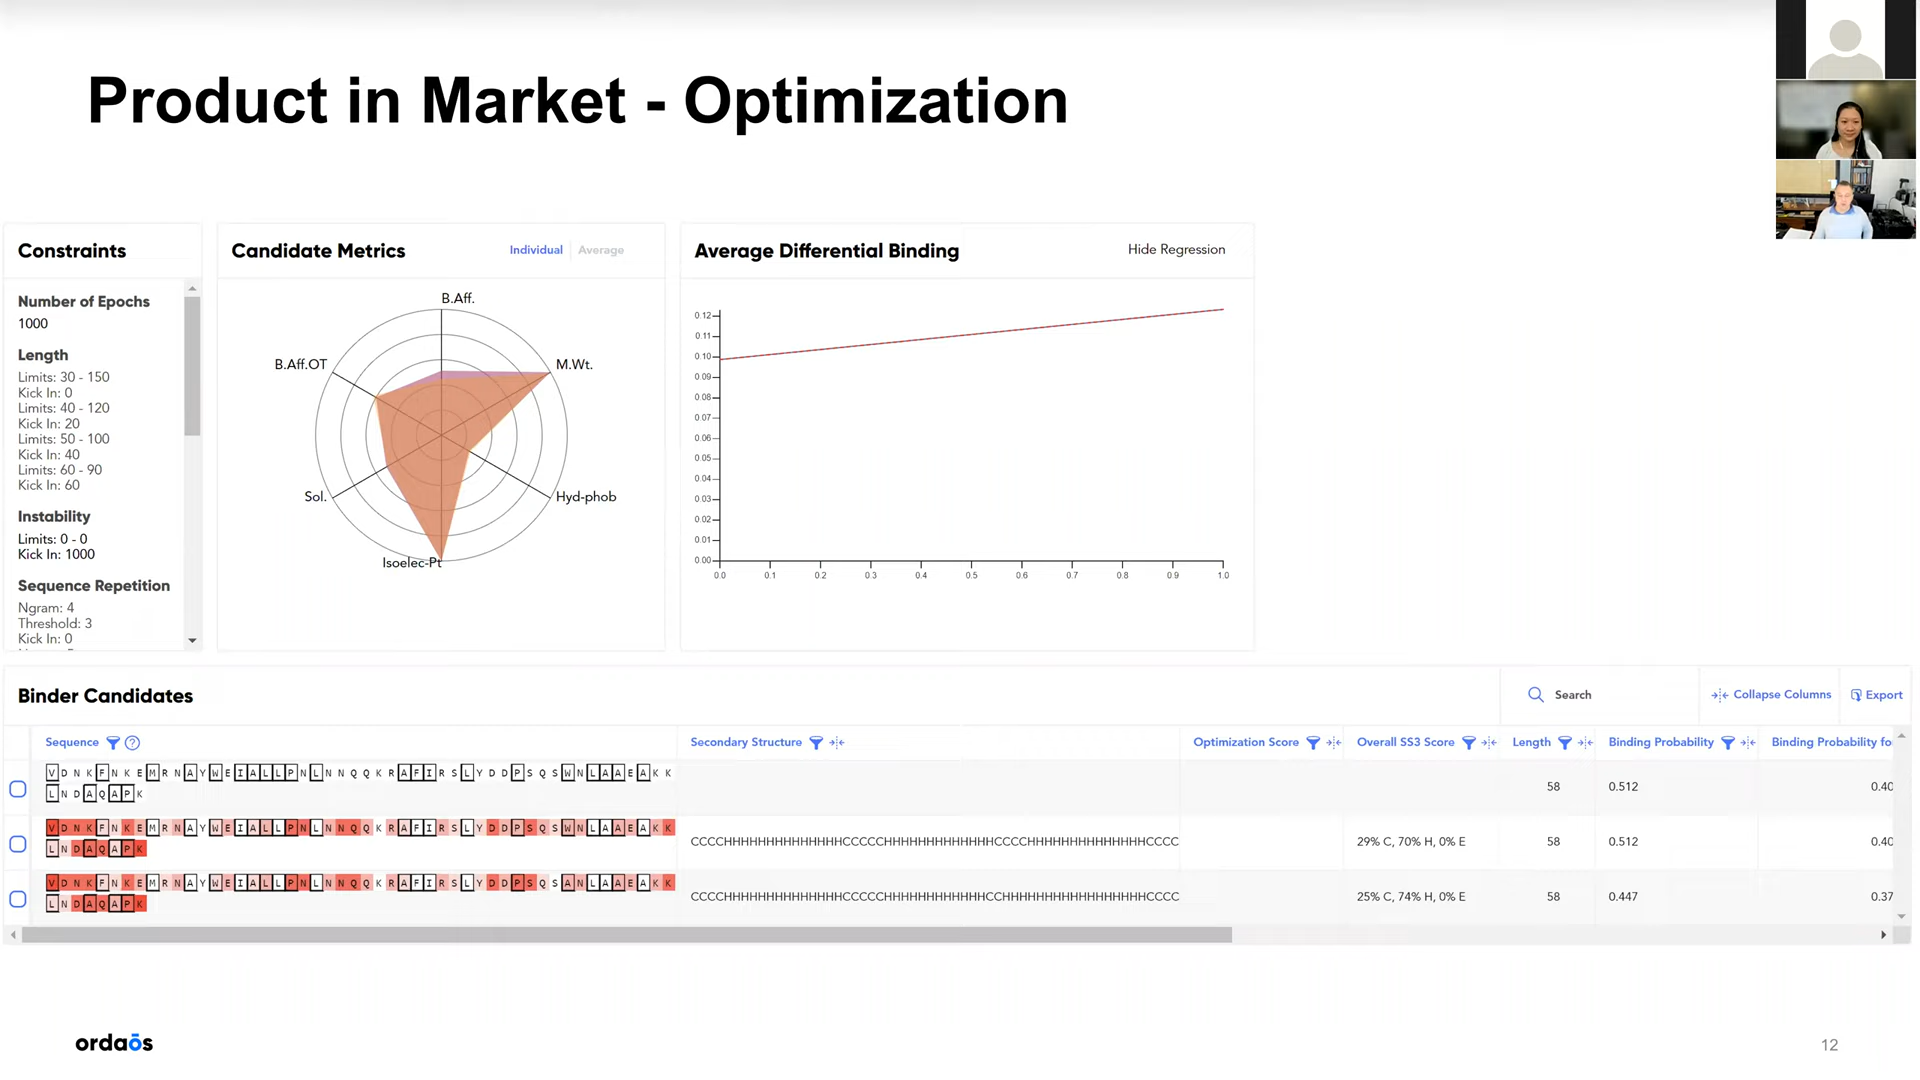 Product in Market - Optimization
Constraints
Number of Epochs
1000
Length
Limits: 30 - 150
Kick In: 0
Limits: 40 - 120
Kick In: 20
Limits: 50 - 100
Kick In: 40
Limits: 60 - 90
Kick In: 60
Instability
Limits: 0 - 0
Kick In: 1000
Sequence Repetition
Ngram: 4
Threshold: 3
Kick In: 0
Candidate Metrics
Individual
Average
B.Aff.
B.Aff.OT
M.Wt.
Sol.
Hyd-phob
Isoelec-Pt
Average Differential Binding
Hide Regression
0.12
0.11
0.10
0.09
0.08
0.07
0.06
0.05
0.04
0.03
0.02
0.01
0.00
0.0 0.1 0.2 0.3 0.4 0.5 0.6 0.7 0.8 0.9 1.0
Binder Candidates
Search
Collapse Columns
Export
Sequence Secondary Structure Optimization Score Overall SS3 Score Length Binding Probability Binding Probability fo
VDNKFNKEMRNAYWEIALLPNLNNQQKRAFIRSLYDDPSQSWNLAAEAKK
LNDAQAPK
58 0.512 0.40
VDNKFNKEMRNAYWEIALLPNLNNQQKRAFIRSLYDDPSQSWNLAAEAKK
LNDAQAPK
CCCCHHHHHHHHHHHHHHCCCCCHHHHHHHHHHHHHCCCCHHHHHHHHHHHHHHCCCC 29% C, 70% H, 0% E 58 0.512 0.40
VDNKFNKEMRNAYWEIALLPNLNNQQKRAFIRSLYDDPSQSANLAAEAKK
LNDAQAPK
CCCCHHHHHHHHHHHHHHCCCCCHHHHHHHHHHHHCCHHHHHHHHHHHHHHHHHCCCC 25% C, 74% H, 0% E 58 0.447 0.37
ordaōs
12